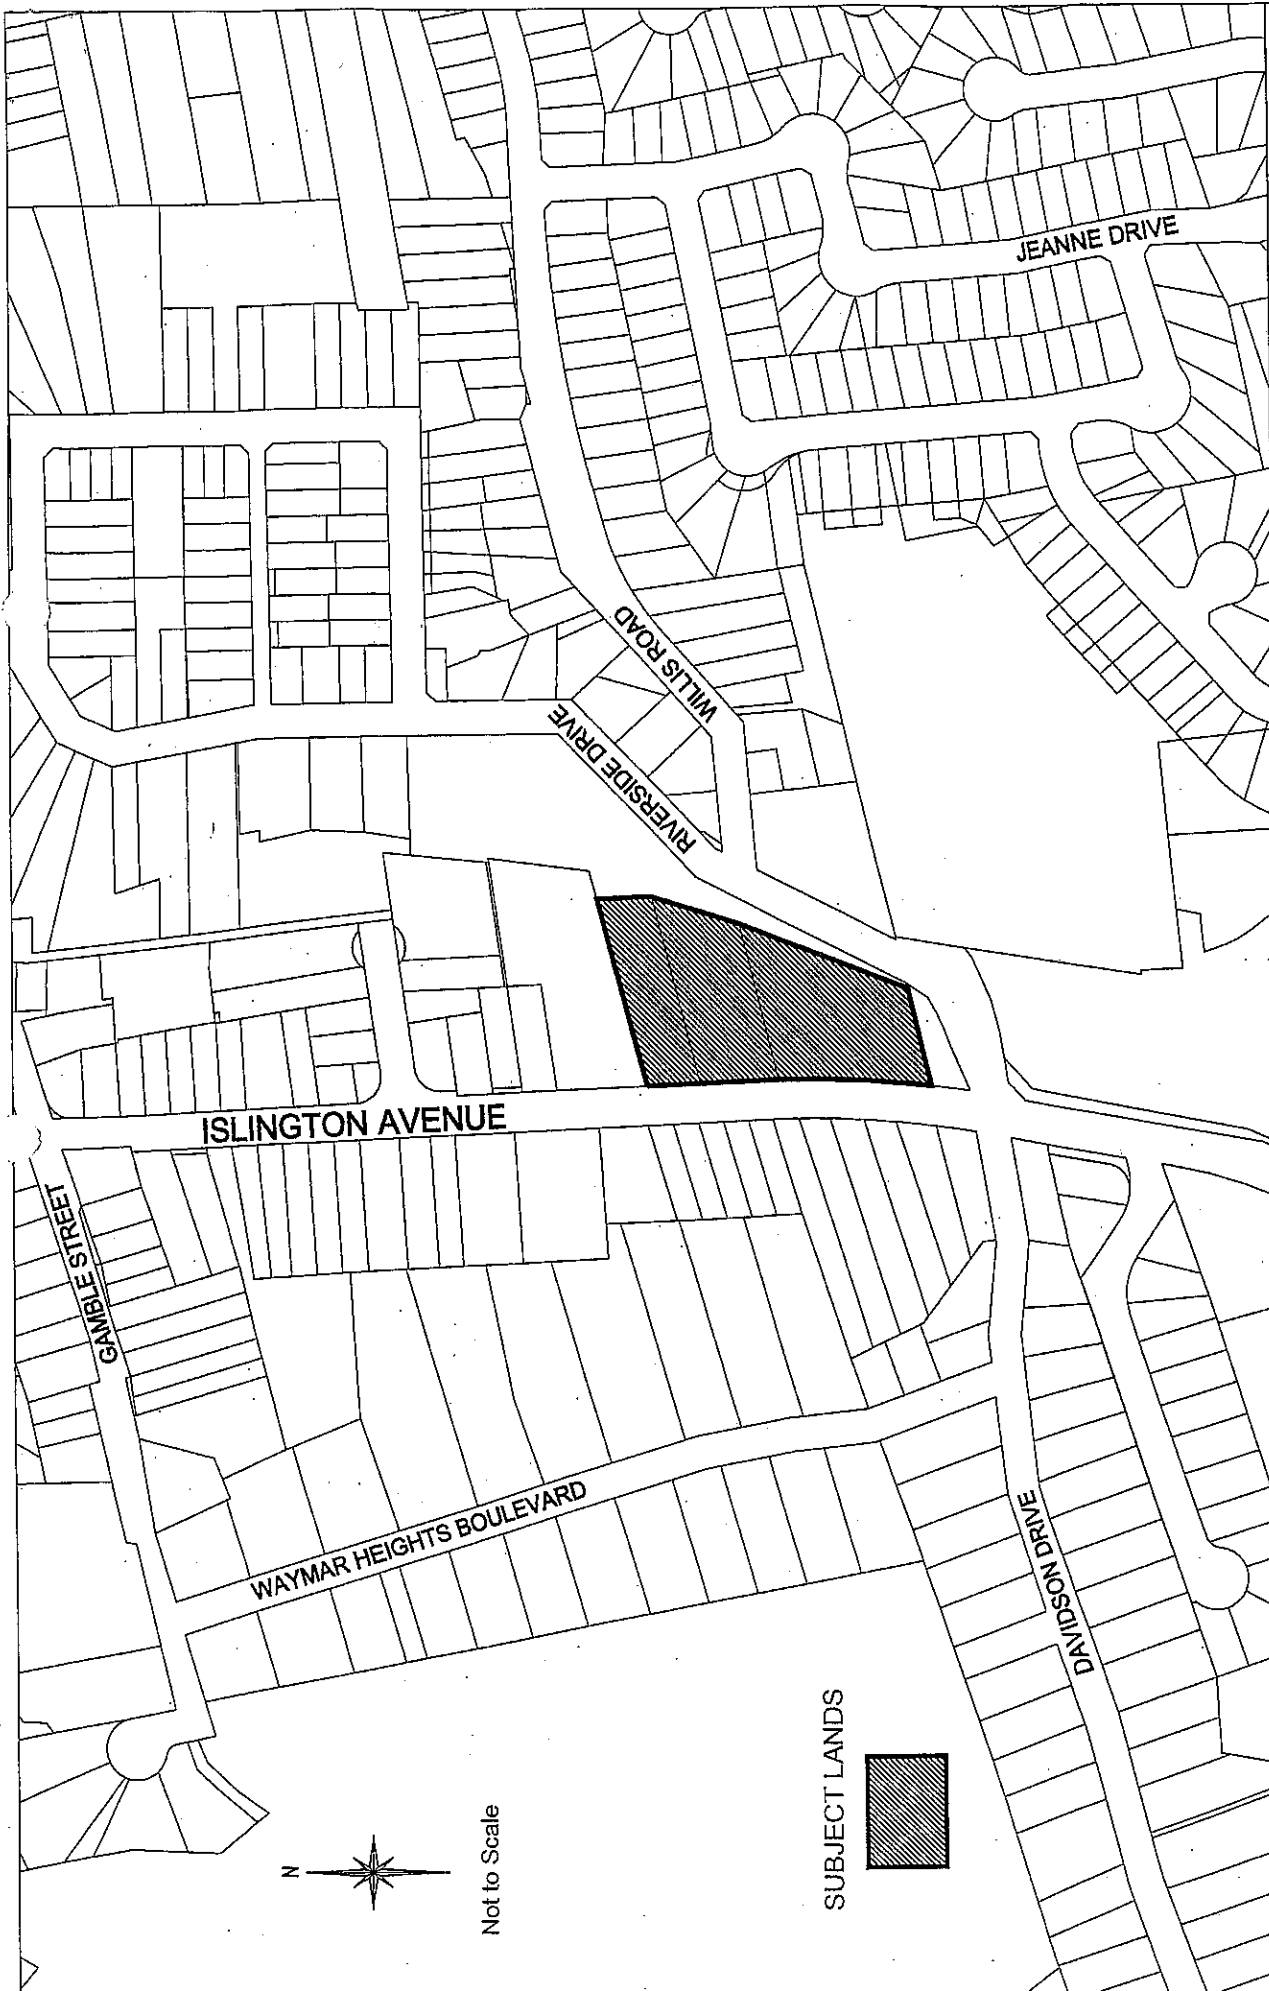 JEANNE DRIVE
WILLIS ROAD
RIVERSIDE DRIVE
ISLINGTON AVENUE
GAMBLE STREET
WAYMAR HEIGHTS BOULEVARD
DAVIDSON DRIVE
N
Not to Scale
SUBJECT LANDS